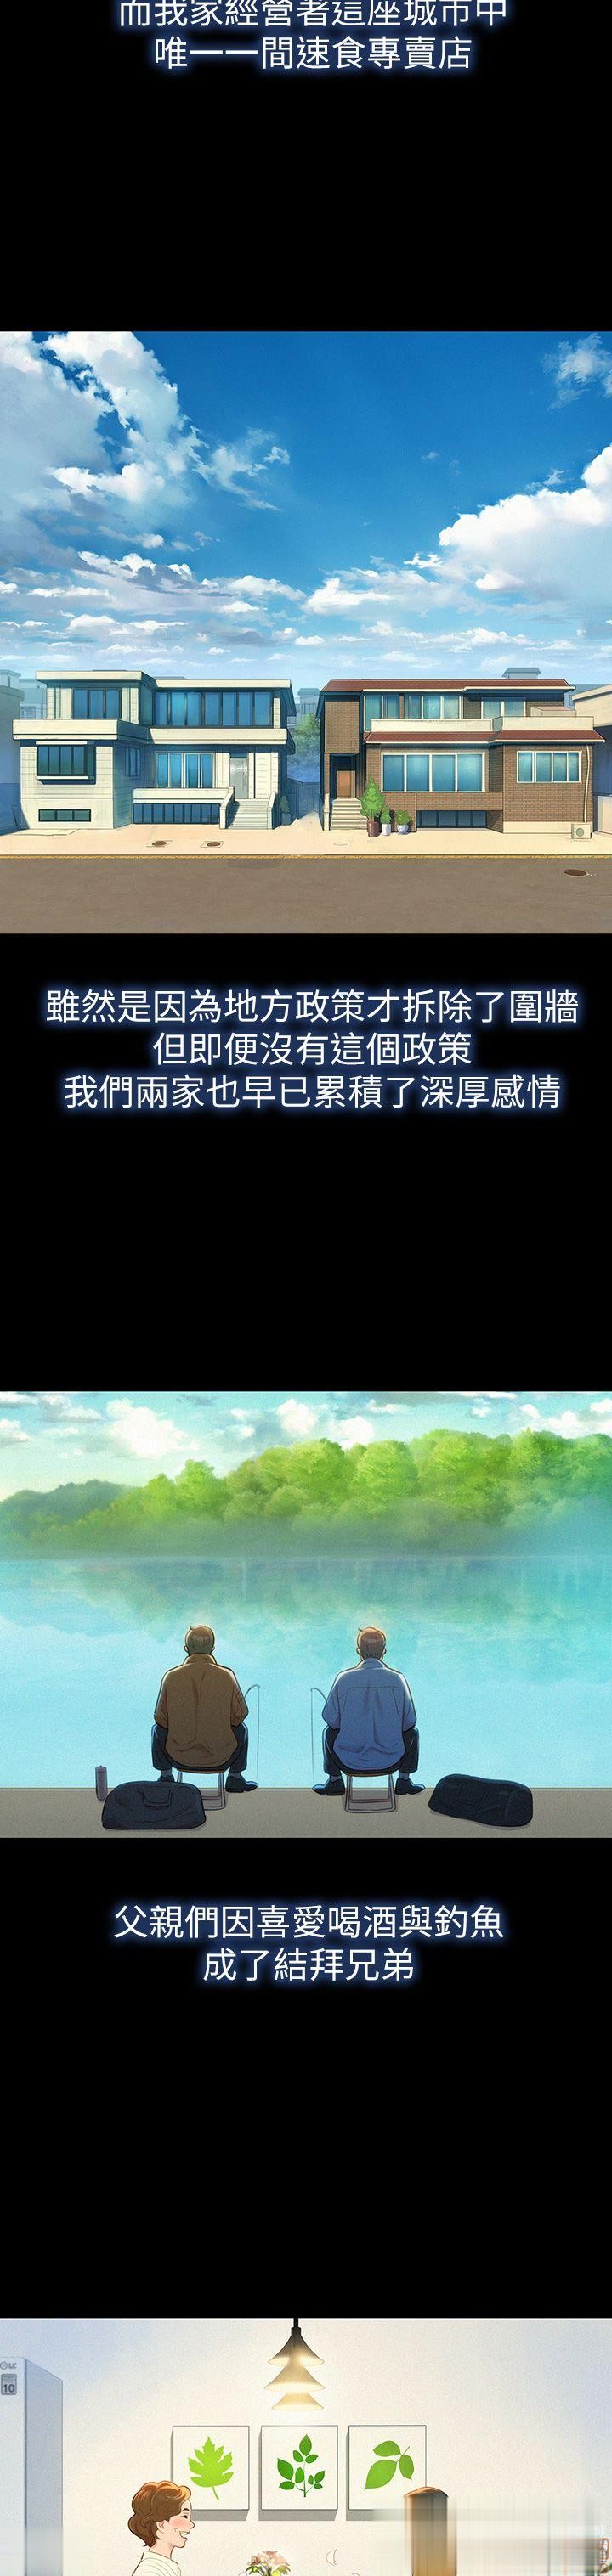 而我家經營著這座城市中
唯一一間速食專賣店
雖然是因為地方政策才拆除了圍牆
但即便沒有這個政策
我們兩家也早已累積了深厚感情
父親們因喜愛喝酒與釣魚
成了結拜兄弟
LC
10